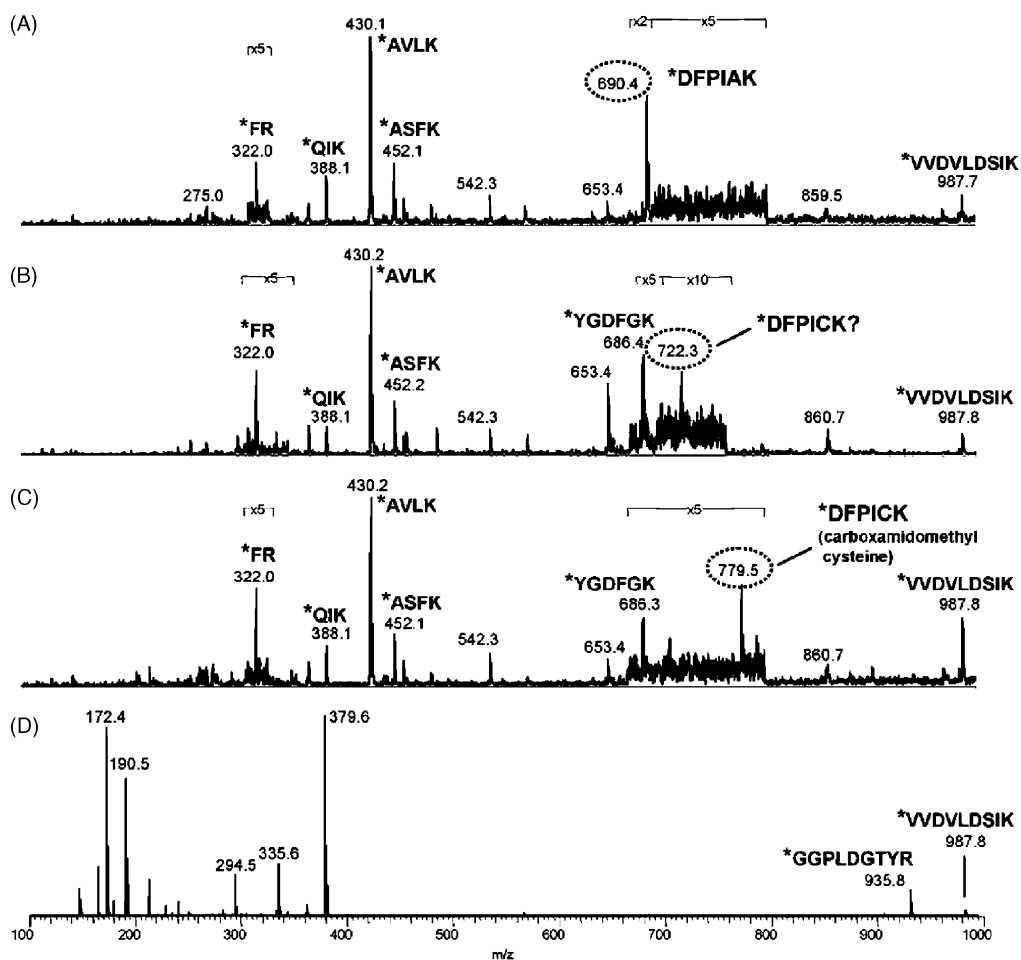 (A)
x5
430.1
*AVLK
x2
x5
690.4
*DFPIAK
*FR
322.0
*QIK
388.1
*ASFK
452.1
*VVDVLDSIK
987.7
275.0
542.3
653.4
859.5
(B)
x5
430.2
*AVLK
x5
x10
*YGDFGK
686.4
722.3
*DFPICK?
*FR
322.0
*QIK
388.1
*ASFK
452.2
653.4
*VVDVLDSIK
987.8
542.3
860.7
(C)
x5
430.2
*AVLK
x5
*DFPICK
(carboxamidomethyl
cysteine)
779.5
*FR
322.0
*QIK
388.1
*ASFK
452.1
*YGDFGK
686.3
*VVDVLDSIK
987.8
542.3
653.4
860.7
(D)
172.4
379.6
190.5
294.5
335.6
*GGPLDGTYR
935.8
*VVDVLDSIK
987.8
100 200 300 400 500 600 700 800 900 1000
m/z